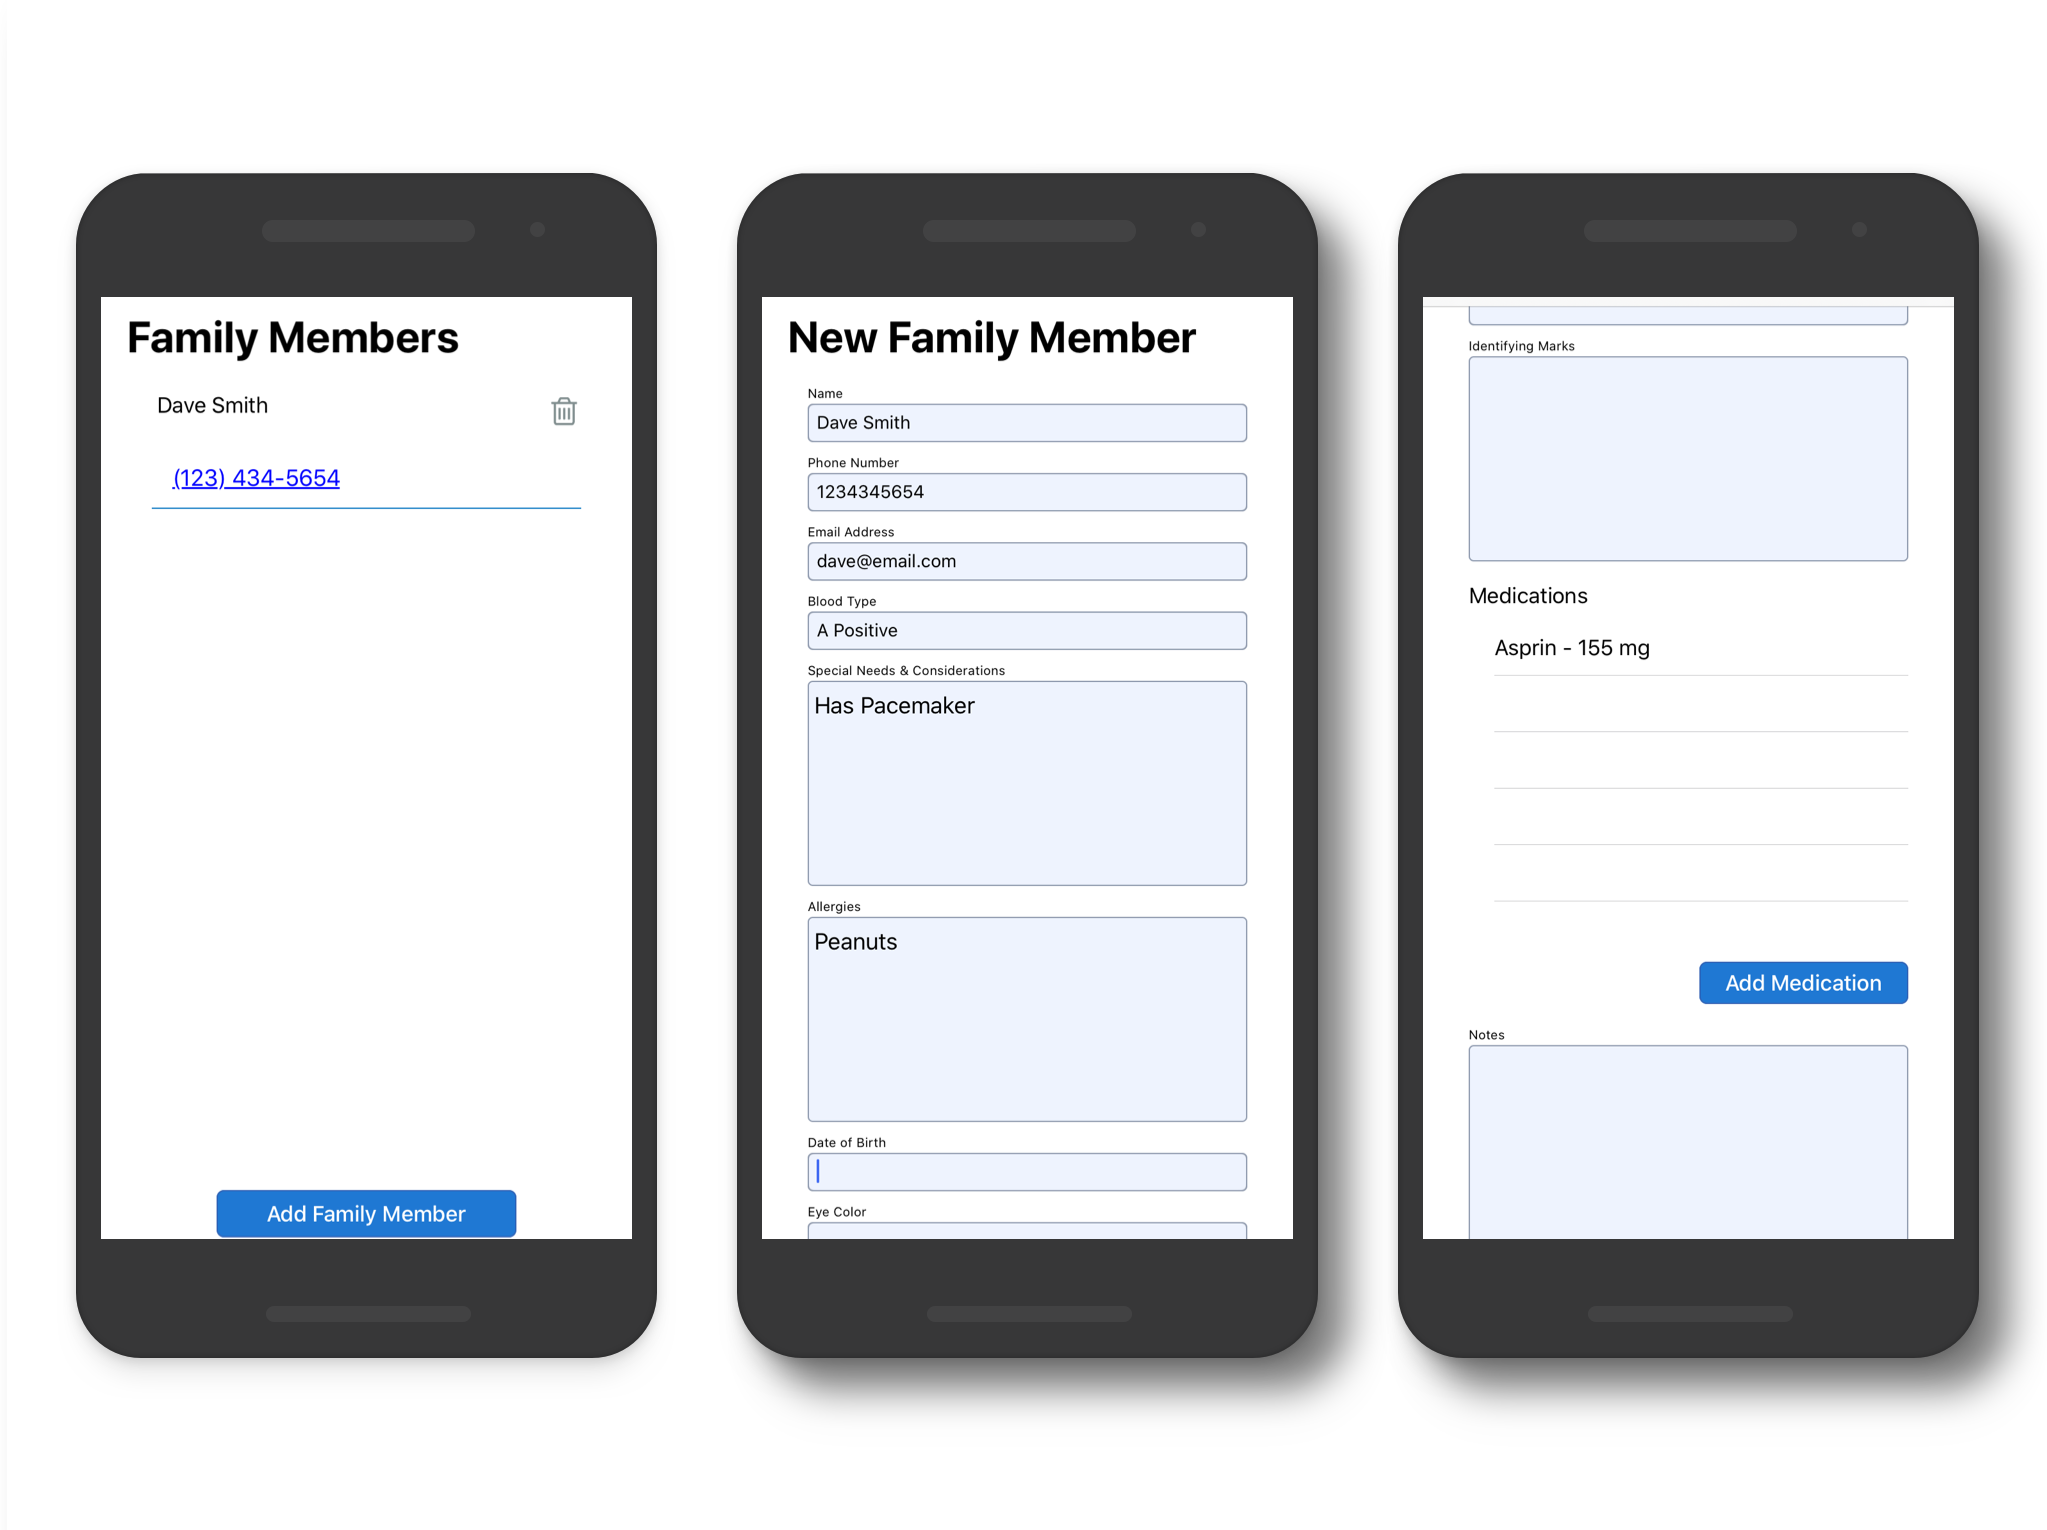 Family Members
Dave Smith
(123) 434-5654
Add Family Member
New Family Member
Name
Dave Smith
Phone Number
1234345654
Email Address
dave@email.com
Blood Type
A Positive
Special Needs & Considerations
Has Pacemaker
Allergies
Peanuts
Date of Birth
Eye Color
Identifying Marks
Medications
Asprin - 155 mg
Add Medication
Notes